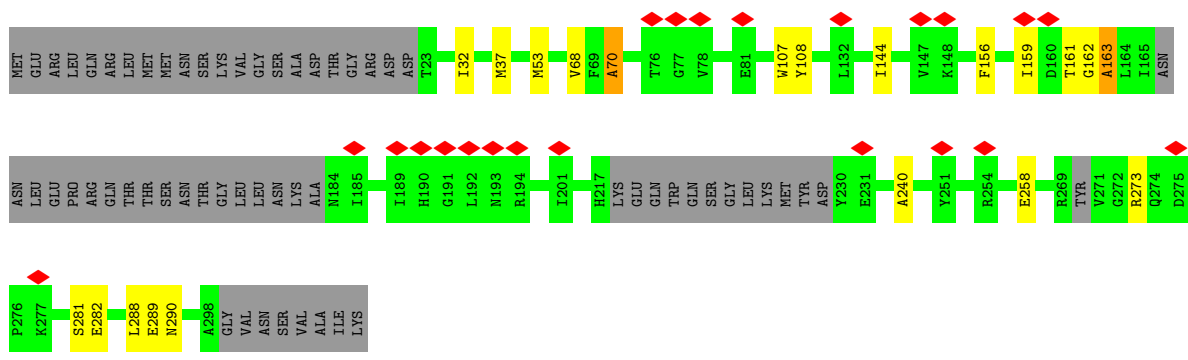 MET GLU ARG LEU GLN ARG LEU MET MET ASN SER LYS VAL GLY SER ALA ASP THR GLY ARG ASP ASP T23 I32 M37 M53 V68 F69 A70 T76 G77 V78 E81 W107 Y108 L132 I144 V147 K148 F156 I159 D160 T161 G162 A163 L164 I165 ASN
ASN LEU GLU GLY PRO ARG GLN THR THR SER ASN THR GLY LEU LEU ASN LYS ALA N184 I185 I189 H190 G191 L192 N193 R194 I201 H217 LYS GLU GLN TRP GLN SER GLY LEU LYS MET TYR ASP Y230 E231 A240 Y251 R254 E258 R269 TYR V271 G272 R273 Q274 D275
P276 K277 S281 E282 L288 E289 N290 A298 GLY VAL ASN SER VAL ALA ILE LYS